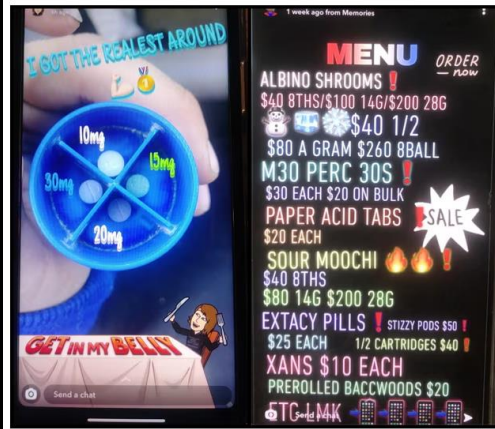 I GOT THE REALEST AROUND
10mg
15mg
30mg
20mg
GET IN MY BELLY
Send a chat
1 week ago from Memories
MENU
ORDER
now
ALBINO SHROOMS❗
$40 8THS/$100 14G/$200 28G
$40 1/2
$80 A GRAM $260 8BALL
M30 PERC 30S❗
$30 EACH $20 ON BULK
PAPER ACID TABS❗
SALE
$20 EACH
SOUR MOOCHI🔥🔥❗
$40 8THS
$80 14G $200 28G
EXTACY PILLS❗ STIZZY PODS $50❗
$25 EACH 1/2 CARTRIDGES $40❗
XANS $10 EACH
PREROLLED BACCWOODS $20
ETC LMK
Send a chat